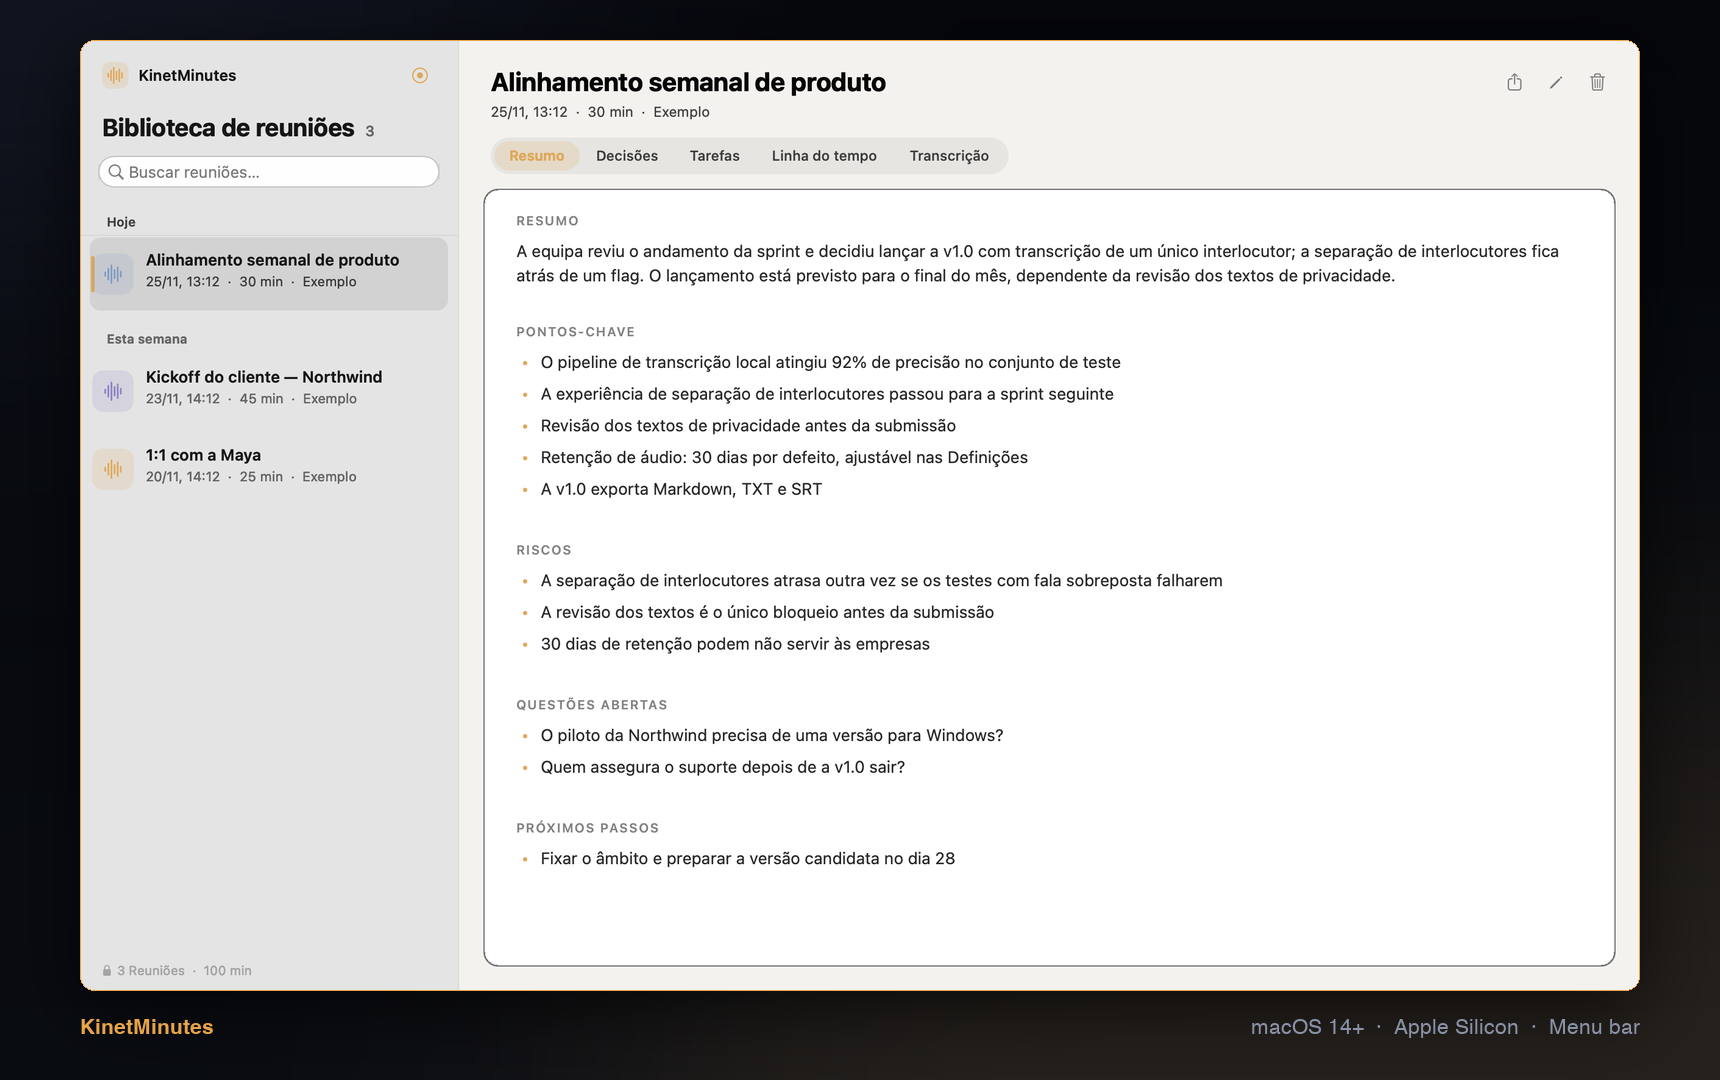 KinetMinutes
Biblioteca de reuniões 3
Buscar reuniões...
Hoje
Alinhamento semanal de produto
25/11, 13:12 · 30 min · Exemplo
Esta semana
Kickoff do cliente — Northwind
23/11, 14:12 · 45 min · Exemplo
1:1 com a Maya
20/11, 14:12 · 25 min · Exemplo
3 Reuniões · 100 min
Alinhamento semanal de produto
25/11, 13:12 · 30 min · Exemplo
Resumo Decisões Tarefas Linha do tempo Transcrição
RESUMO
A equipa reviu o andamento da sprint e decidiu lançar a v1.0 com transcrição de um único interlocutor; a separação de interlocutores fica
atrás de um flag. O lançamento está previsto para o final do mês, dependente da revisão dos textos de privacidade.
PONTOS-CHAVE
• O pipeline de transcrição local atingiu 92% de precisão no conjunto de teste
• A experiência de separação de interlocutores passou para a sprint seguinte
• Revisão dos textos de privacidade antes da submissão
• Retenção de áudio: 30 dias por defeito, ajustável nas Definições
• A v1.0 exporta Markdown, TXT e SRT
RISCOS
• A separação de interlocutores atrasa outra vez se os testes com fala sobreposta falharem
• A revisão dos textos é o único bloqueio antes da submissão
• 30 dias de retenção podem não servir às empresas
QUESTÕES ABERTAS
• O piloto da Northwind precisa de uma versão para Windows?
• Quem assegura o suporte depois de a v1.0 sair?
PRÓXIMOS PASSOS
• Fixar o âmbito e preparar a versão candidata no dia 28
KinetMinutes
macOS 14+ · Apple Silicon · Menu bar